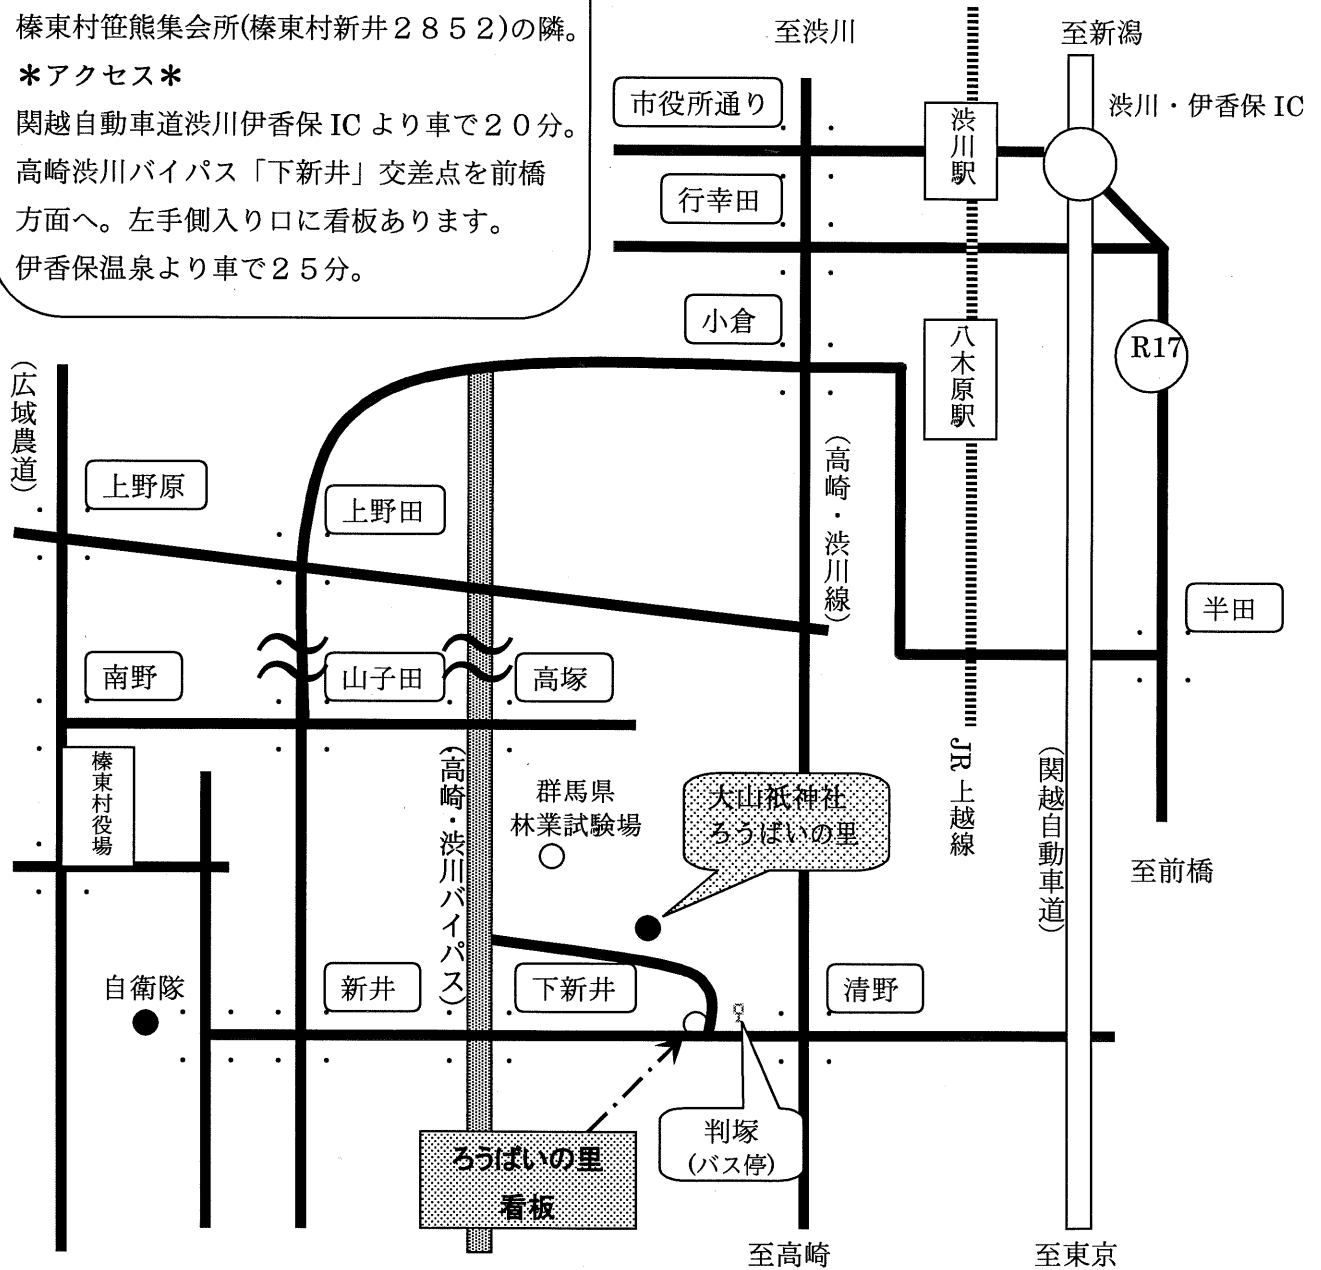 榛東村笹熊集会所(榛東村新井２８５２)の隣。
＊アクセス＊
関越自動車道渋川伊香保 IC より車で２０分。
高崎渋川バイパス「下新井」交差点を前橋
方面へ。左手側入り口に看板あります。
伊香保温泉より車で２５分。
至渋川
至新潟
市役所通り
渋川駅
渋川・伊香保 IC
行幸田
小倉
八木原駅
R17
(広域農道)
上野原
上野田
(高崎・渋川線)
半田
南野
山子田
高塚
榛東村役場
(高崎・渋川バイパス)
群馬県
林業試験場
大山祇神社
ろうばいの里
JR 上越線
(関越自動車道)
至前橋
自衛隊
新井
下新井
清野
判塚
(バス停)
ろうばいの里
看板
至高崎
至東京